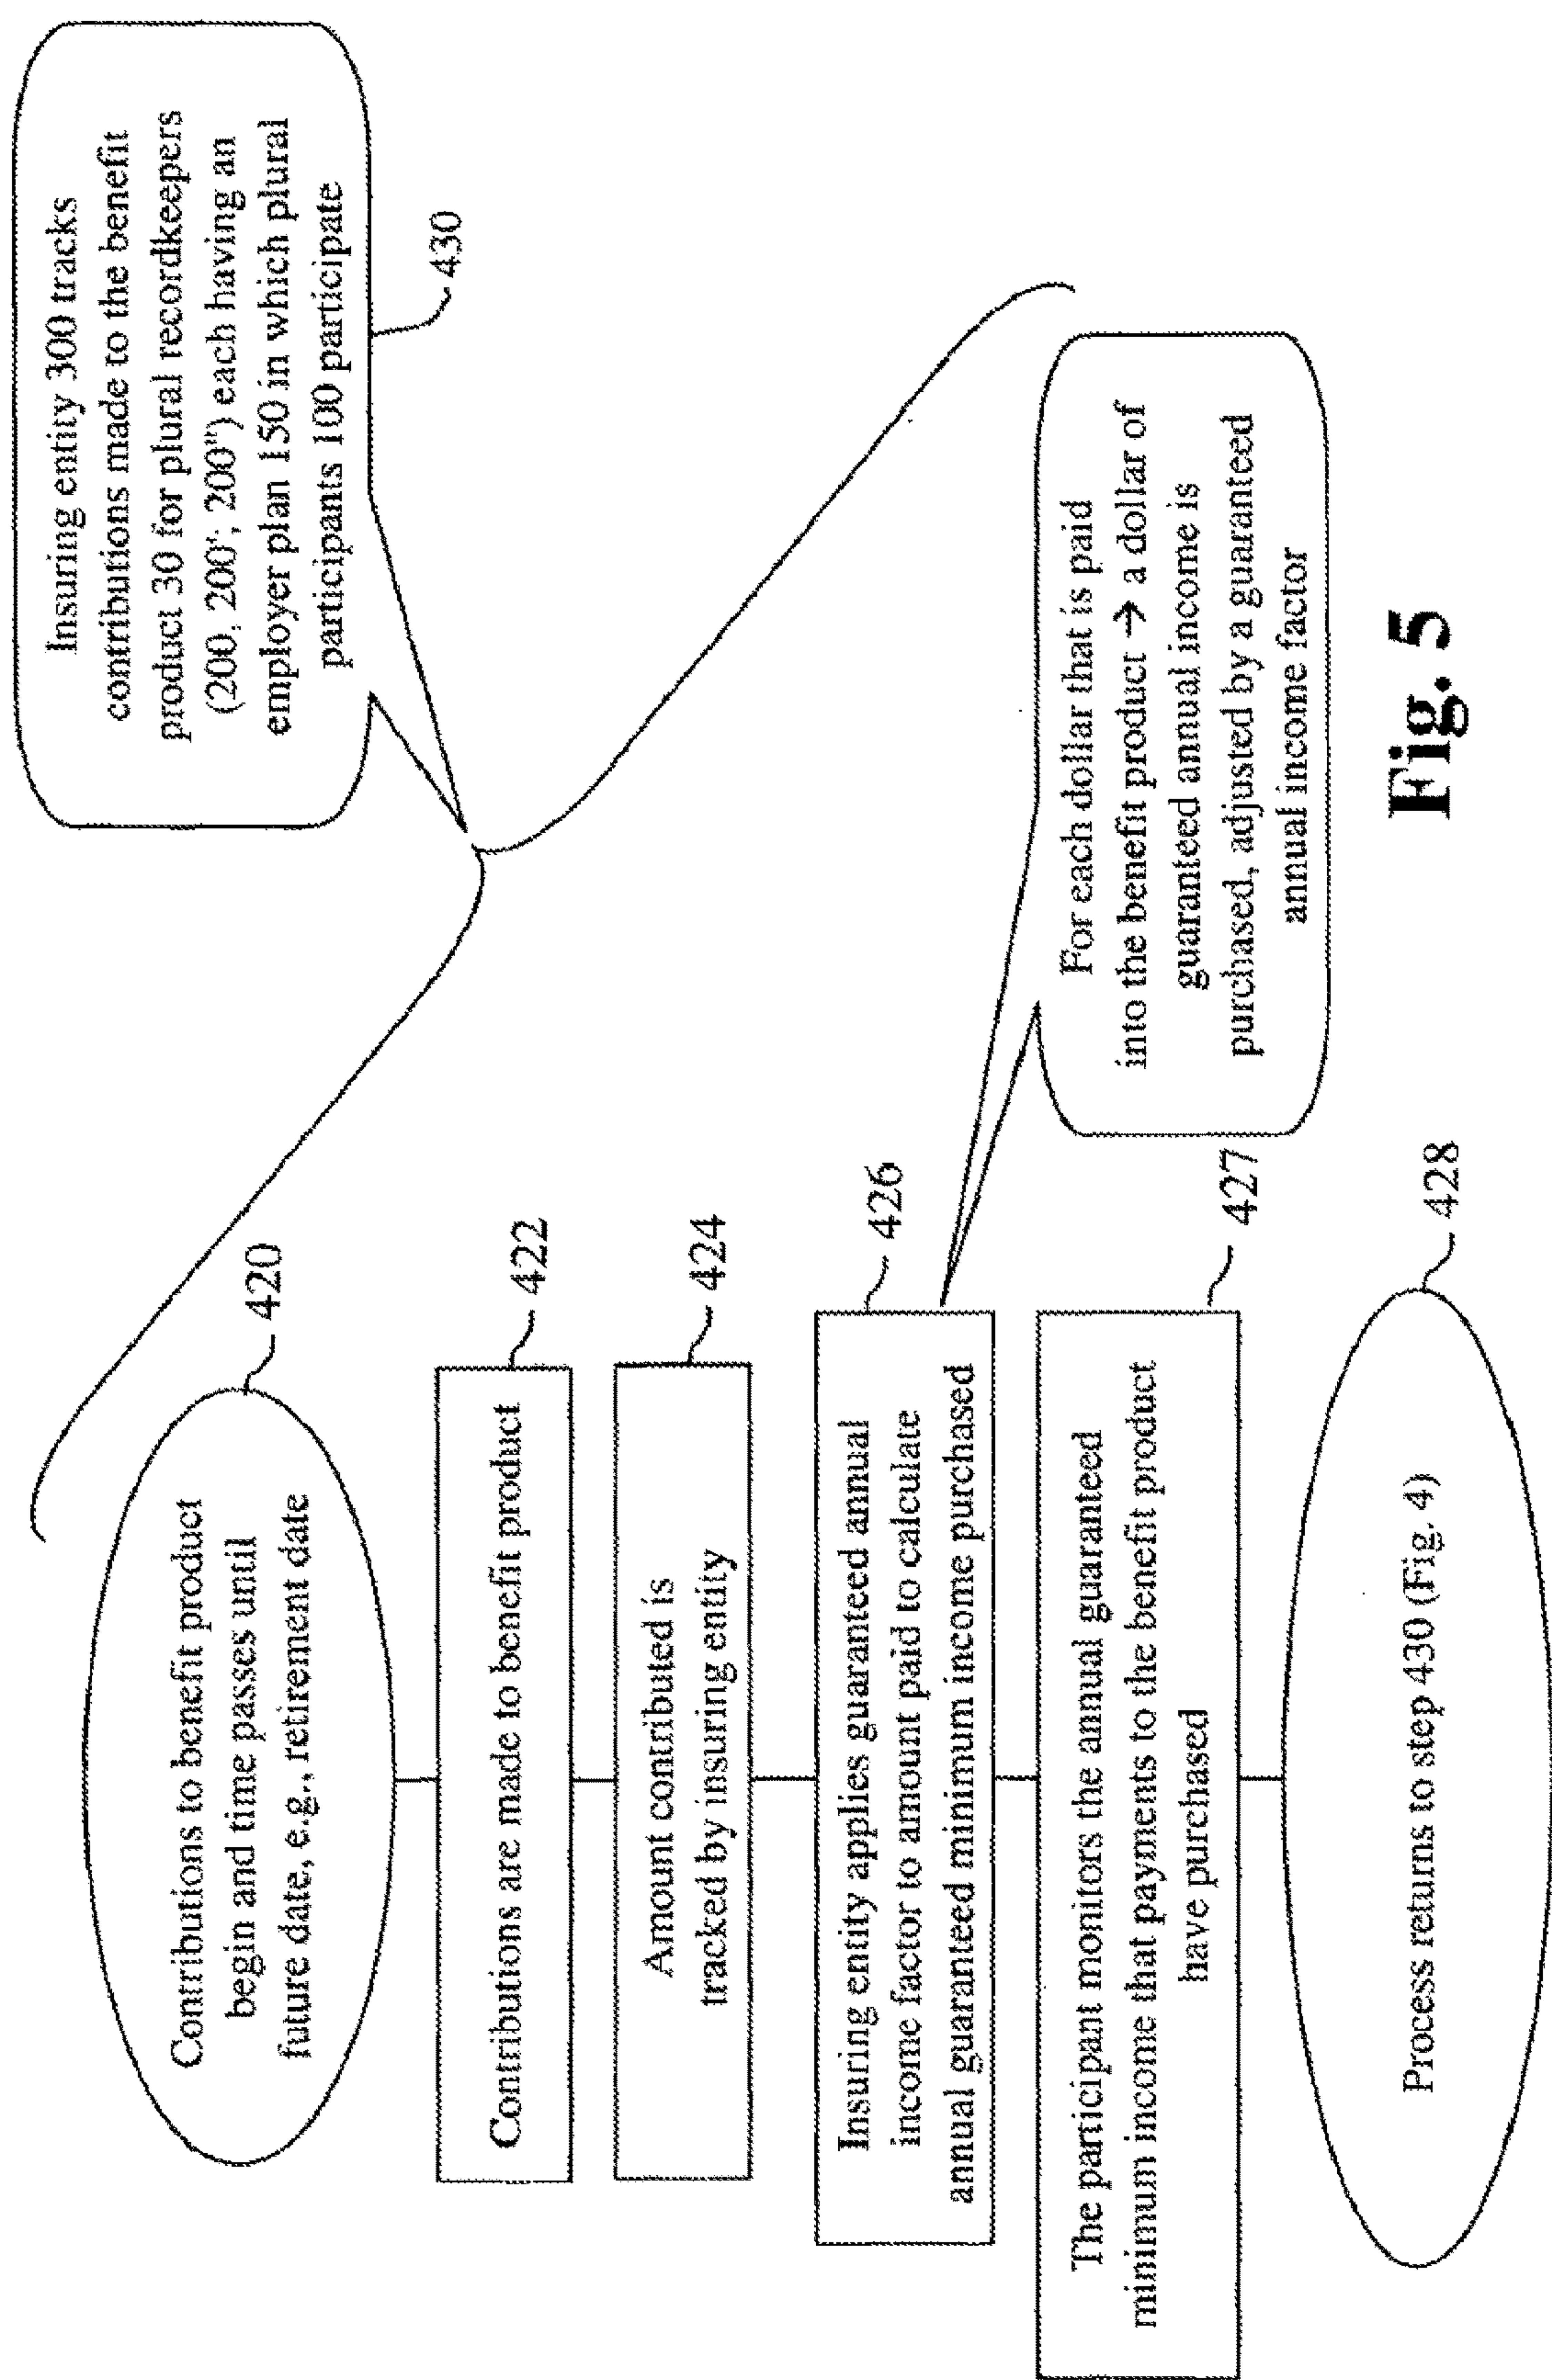 Contributions to benefit product
begin and time passes until
future date, e.g., retirement date
420
Contributions are made to benefit product
422
Amount contributed is
tracked by insuring entity
424
Insuring entity applies guaranteed annual
income factor to amount paid to calculate
annual guaranteed minimum income purchased
426
The participant monitors the annual guaranteed
minimum income that payments to the benefit product
have purchased
427
Process returns to step 430 (Fig. 4)
428
Insuring entity 300 tracks
contributions made to the benefit
product 30 for plural recordkeepers
(200, 200', 200") each having an
employer plan 150 in which plural
participants 100 participate
430
For each dollar that is paid
into the benefit product → a dollar of
guaranteed annual income is
purchased, adjusted by a guaranteed
annual income factor
Fig. 5